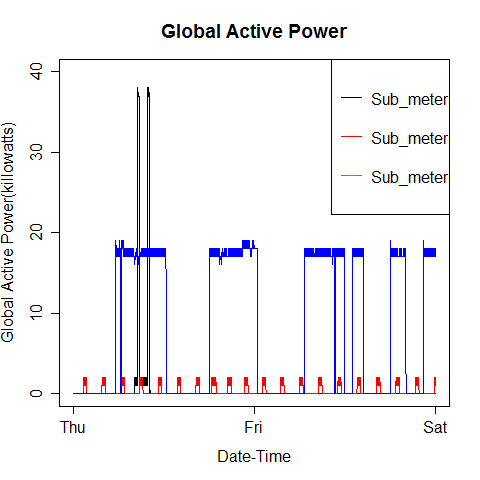 Global Active Power
Global Active Power(killowatts)
40
30
20
10
0
Sub_meter
Sub_meter
Sub_meter
Thu
Fri
Sat
Date-Time